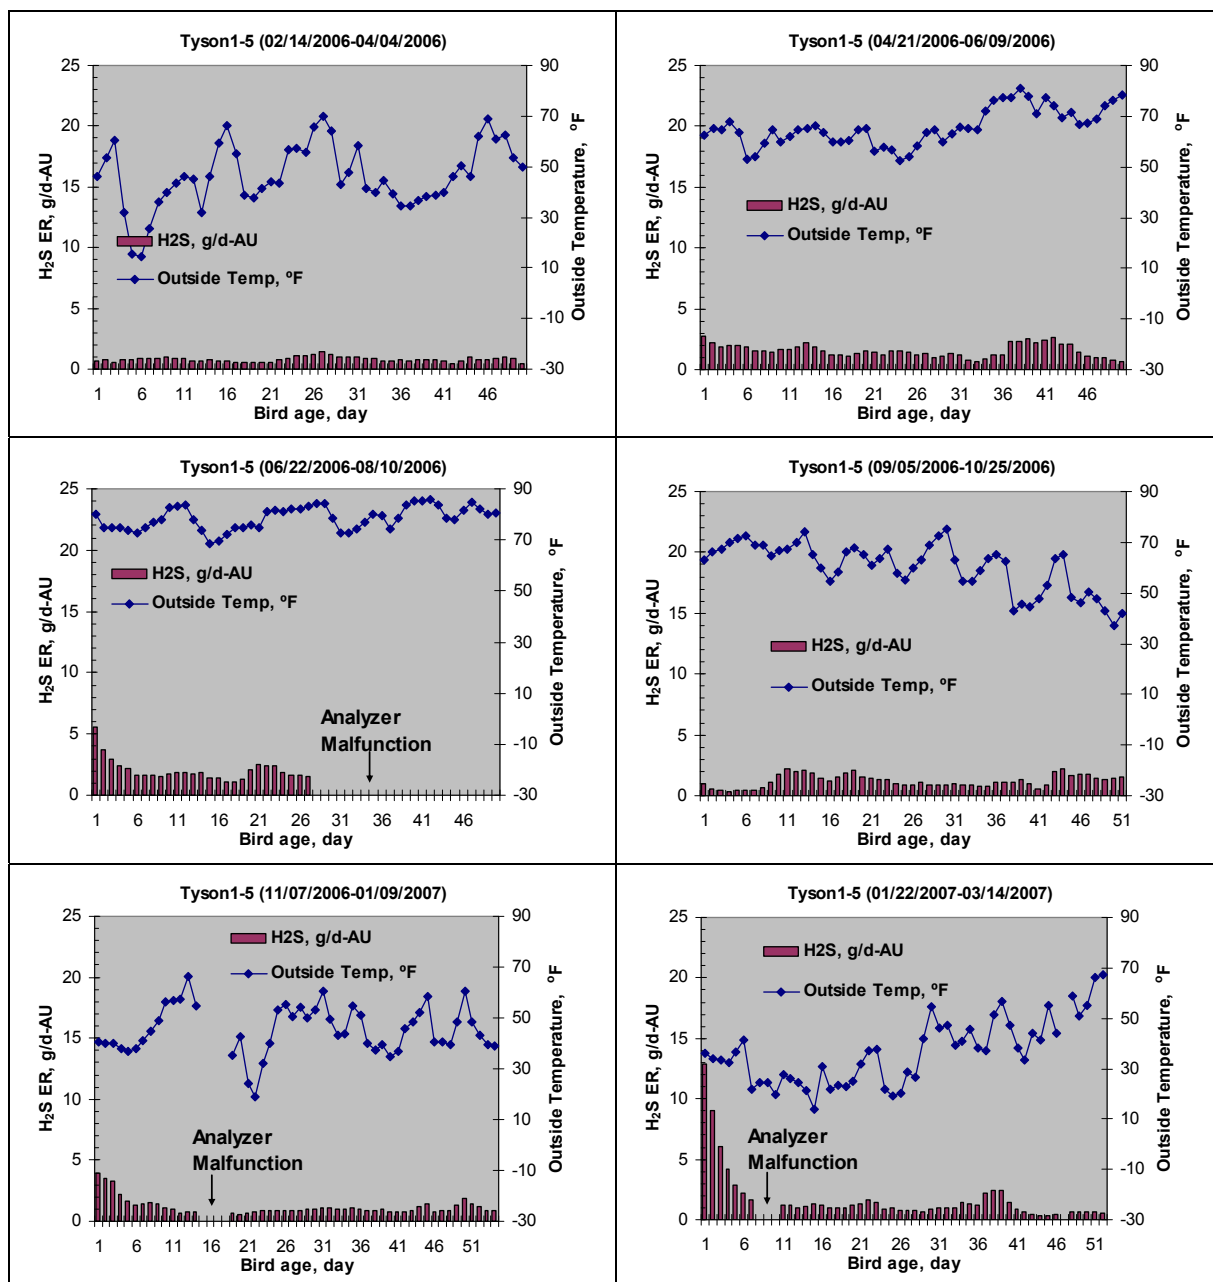 Tyson1-5 (02/14/2006-04/04/2006)
25
20
15
10
5
0
H₂S ER, g/d-AU
90
70
50
30
10
-10
-30
Outside Temperature, ºF
H2S, g/d-AU
Outside Temp, ºF
1 6 11 16 21 26 31 36 41 46
Bird age, day
Tyson1-5 (04/21/2006-06/09/2006)
25
20
15
10
5
0
H₂S ER, g/d-AU
90
70
50
30
10
-10
-30
Outside Temperature, ºF
H2S, g/d-AU
Outside Temp, ºF
1 6 11 16 21 26 31 36 41 46
Bird age, day
Tyson1-5 (06/22/2006-08/10/2006)
25
20
15
10
5
0
H₂S ER, g/d-AU
90
70
50
30
10
-10
-30
Outside Temperature, ºF
H2S, g/d-AU
Outside Temp, ºF
Analyzer
Malfunction
1 6 11 16 21 26 31 36 41 46
Bird age, day
Tyson1-5 (09/05/2006-10/25/2006)
25
20
15
10
5
0
H₂S ER, g/d-AU
90
70
50
30
10
-10
-30
Outside Temperature, ºF
H2S, g/d-AU
Outside Temp, ºF
1 6 11 16 21 26 31 36 41 46 51
Bird age, day
Tyson1-5 (11/07/2006-01/09/2007)
25
20
15
10
5
0
H₂S ER, g/d-AU
90
70
50
30
10
-10
-30
Outside Temperature, ºF
H2S, g/d-AU
Outside Temp, ºF
Analyzer
Malfunction
1 6 11 16 21 26 31 36 41 46 51
Bird age, day
Tyson1-5 (01/22/2007-03/14/2007)
25
20
15
10
5
0
H₂S ER, g/d-AU
90
70
50
30
10
-10
-30
Outside Temperature, ºF
H2S, g/d-AU
Outside Temp, ºF
Analyzer
Malfunction
1 6 11 16 21 26 31 36 41 46 51
Bird age, day